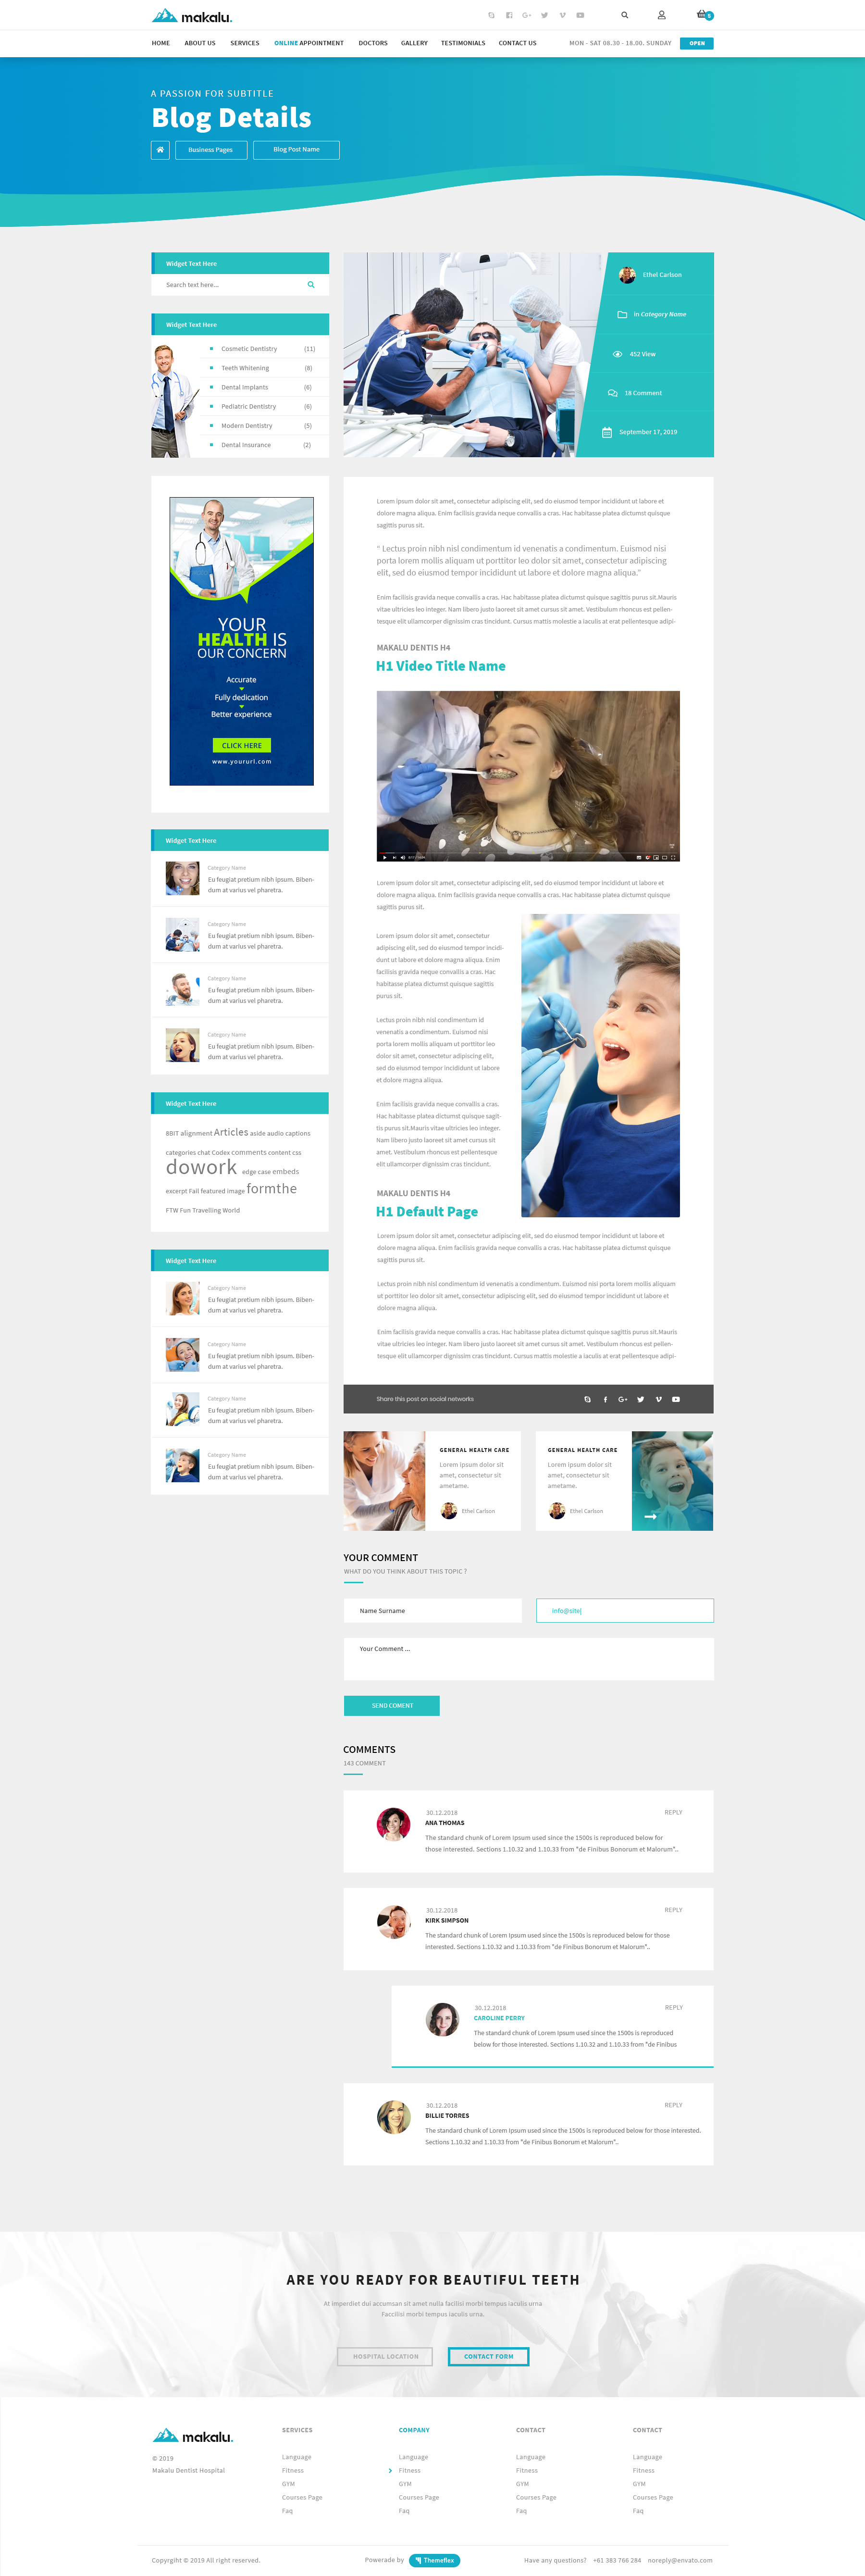 makalu.
5
HOME ABOUT US SERVICES ONLINE APPOINTMENT DOCTORS GALLERY TESTIMONIALS CONTACT US MON - SAT 08.30 - 18.00. SUNDAY OPEN
A PASSION FOR SUBTITLE
Blog Details
Business Pages Blog Post Name
Widget Text Here
Search text here...
Widget Text Here
Cosmetic Dentistry (11)
Teeth Whitening (8)
Dental Implants (6)
Pediatric Dentistry (6)
Modern Dentistry (5)
Dental Insurance (2)
YOUR
HEALTH IS
OUR CONCERN
Accurate
Fully dedication
Better experience
CLICK HERE
www.yoururl.com
Widget Text Here
Category Name
Eu feugiat pretium nibh ipsum. Biben-
dum at varius vel pharetra.
Category Name
Eu feugiat pretium nibh ipsum. Biben-
dum at varius vel pharetra.
Category Name
Eu feugiat pretium nibh ipsum. Biben-
dum at varius vel pharetra.
Category Name
Eu feugiat pretium nibh ipsum. Biben-
dum at varius vel pharetra.
Widget Text Here
8BIT alignment Articles aside audio captions
categories chat Codex comments content css
dowork edge case embeds
excerpt Fail featured image formthe
FTW Fun Travelling World
Widget Text Here
Category Name
Eu feugiat pretium nibh ipsum. Biben-
dum at varius vel pharetra.
Category Name
Eu feugiat pretium nibh ipsum. Biben-
dum at varius vel pharetra.
Category Name
Eu feugiat pretium nibh ipsum. Biben-
dum at varius vel pharetra.
Category Name
Eu feugiat pretium nibh ipsum. Biben-
dum at varius vel pharetra.
Ethel Carlson
in Category Name
452 View
18 Comment
September 17, 2019
Lorem ipsum dolor sit amet, consectetur adipiscing elit, sed do eiusmod tempor incididunt ut labore et
dolore magna aliqua. Enim facilisis gravida neque convallis a cras. Hac habitasse platea dictumst quisque
sagittis purus sit.
" Lectus proin nibh nisl condimentum id venenatis a condimentum. Euismod nisi
porta lorem mollis aliquam ut porttitor leo dolor sit amet, consectetur adipiscing
elit, sed do eiusmod tempor incididunt ut labore et dolore magna aliqua."
Enim facilisis gravida neque convallis a cras. Hac habitasse platea dictumst quisque sagittis purus sit.Mauris
vitae ultricies leo integer. Nam libero justo laoreet sit amet cursus sit amet. Vestibulum rhoncus est pellen-
tesque elit ullamcorper dignissim cras tincidunt. Cursus mattis molestie a iaculis at erat pellentesque adipi-
MAKALU DENTIS H4
H1 Video Title Name
Lorem ipsum dolor sit amet, consectetur adipiscing elit, sed do eiusmod tempor incididunt ut labore et
dolore magna aliqua. Enim facilisis gravida neque convallis a cras. Hac habitasse platea dictumst quisque
sagittis purus sit.
Lorem ipsum dolor sit amet, consectetur
adipiscing elit, sed do eiusmod tempor incidi-
dunt ut labore et dolore magna aliqua. Enim
facilisis gravida neque convallis a cras. Hac
habitasse platea dictumst quisque sagittis
purus sit.
Lectus proin nibh nisl condimentum id
venenatis a condimentum. Euismod nisi
porta lorem mollis aliquam ut porttitor leo
dolor sit amet, consectetur adipiscing elit,
sed do eiusmod tempor incididunt ut labore
et dolore magna aliqua.
Enim facilisis gravida neque convallis a cras.
Hac habitasse platea dictumst quisque sagit-
tis purus sit.Mauris vitae ultricies leo integer.
Nam libero justo laoreet sit amet cursus sit
amet. Vestibulum rhoncus est pellentesque
elit ullamcorper dignissim cras tincidunt.
MAKALU DENTIS H4
H1 Default Page
Lorem ipsum dolor sit amet, consectetur adipiscing elit, sed do eiusmod tempor incididunt ut labore et
dolore magna aliqua. Enim facilisis gravida neque convallis a cras. Hac habitasse platea dictumst quisque
sagittis purus sit.
Lectus proin nibh nisl condimentum id venenatis a condimentum. Euismod nisi porta lorem mollis aliquam
ut porttitor leo dolor sit amet, consectetur adipiscing elit, sed do eiusmod tempor incididunt ut labore et
dolore magna aliqua.
Enim facilisis gravida neque convallis a cras. Hac habitasse platea dictumst quisque sagittis purus sit.Mauris
vitae ultricies leo integer. Nam libero justo laoreet sit amet cursus sit amet. Vestibulum rhoncus est pellen-
tesque elit ullamcorper dignissim cras tincidunt. Cursus mattis molestie a iaculis at erat pellentesque adipi-
Share this post on social networks
GENERAL HEALTH CARE
Lorem ipsum dolor sit
amet, consectetur sit
ametame.
Ethel Carlson
GENERAL HEALTH CARE
Lorem ipsum dolor sit
amet, consectetur sit
ametame.
Ethel Carlson
YOUR COMMENT
WHAT DO YOU THINK ABOUT THIS TOPIC ?
Name Surname info@site|
Your Comment ...
SEND COMENT
COMMENTS
143 COMMENT
30.12.2018 REPLY
ANA THOMAS
The standard chunk of Lorem Ipsum used since the 1500s is reproduced below for
those interested. Sections 1.10.32 and 1.10.33 from "de Finibus Bonorum et Malorum"..
30.12.2018 REPLY
KIRK SIMPSON
The standard chunk of Lorem Ipsum used since the 1500s is reproduced below for those
interested. Sections 1.10.32 and 1.10.33 from "de Finibus Bonorum et Malorum"..
30.12.2018 REPLY
CAROLINE PERRY
The standard chunk of Lorem Ipsum used since the 1500s is reproduced
below for those interested. Sections 1.10.32 and 1.10.33 from "de Finibus
30.12.2018 REPLY
BILLIE TORRES
The standard chunk of Lorem Ipsum used since the 1500s is reproduced below for those interested.
Sections 1.10.32 and 1.10.33 from "de Finibus Bonorum et Malorum"..
ARE YOU READY FOR BEAUTIFUL TEETH
At imperdiet dui accumsan sit amet nulla facilisi morbi tempus iaculis urna
Faccilisi morbi tempus iaculis urna.
HOSPITAL LOCATION CONTACT FORM
makalu.
© 2019
Makalu Dentist Hospital
SERVICES
Language
Fitness
GYM
Courses Page
Faq
COMPANY
Language
Fitness
GYM
Courses Page
Faq
CONTACT
Language
Fitness
GYM
Courses Page
Faq
CONTACT
Language
Fitness
GYM
Courses Page
Faq
Copyrgiht © 2019 All right reserved. Powerade by Themeflex Have any questions? +61 383 766 284 noreply@envato.com